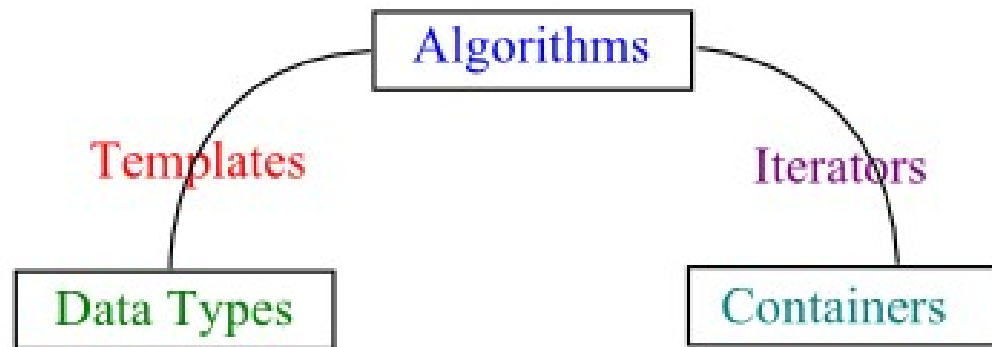 Algorithms
Templates
Iterators
Data Types
Containers